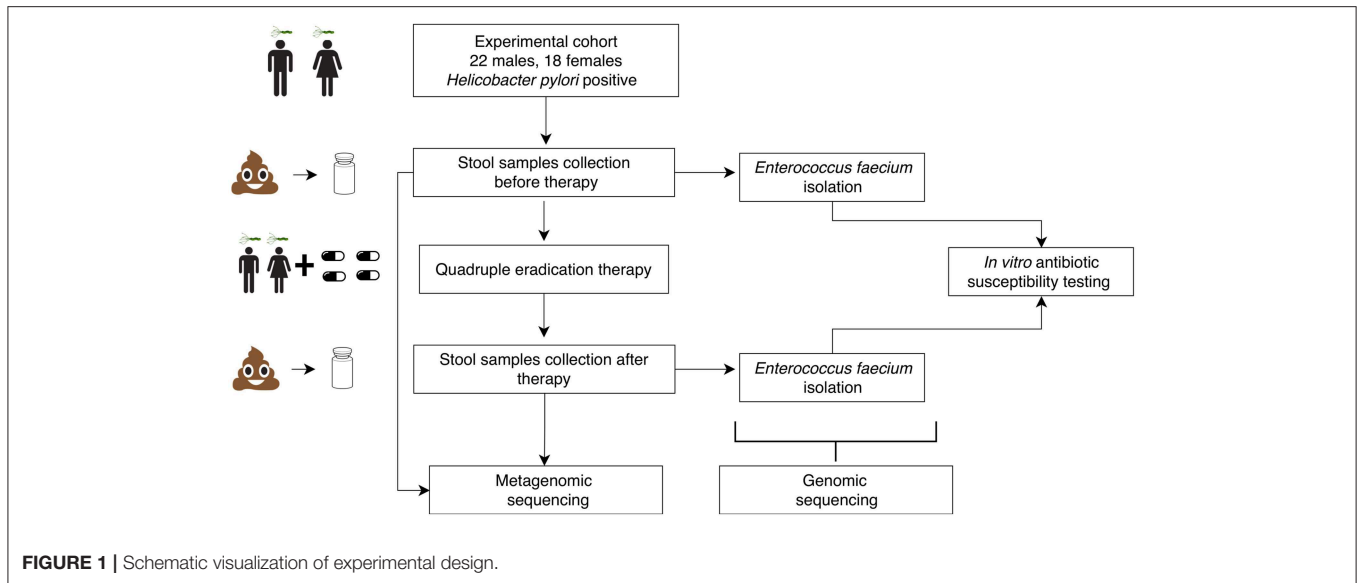 Experimental cohort
22 males, 18 females
Helicobacter pylori positive
Stool samples collection
before therapy
Enterococcus faecium
isolation
Quadruple eradication therapy
In vitro antibiotic
susceptibility testing
Stool samples collection after
therapy
Enterococcus faecium
isolation
Metagenomic
sequencing
Genomic
sequencing
FIGURE 1 | Schematic visualization of experimental design.